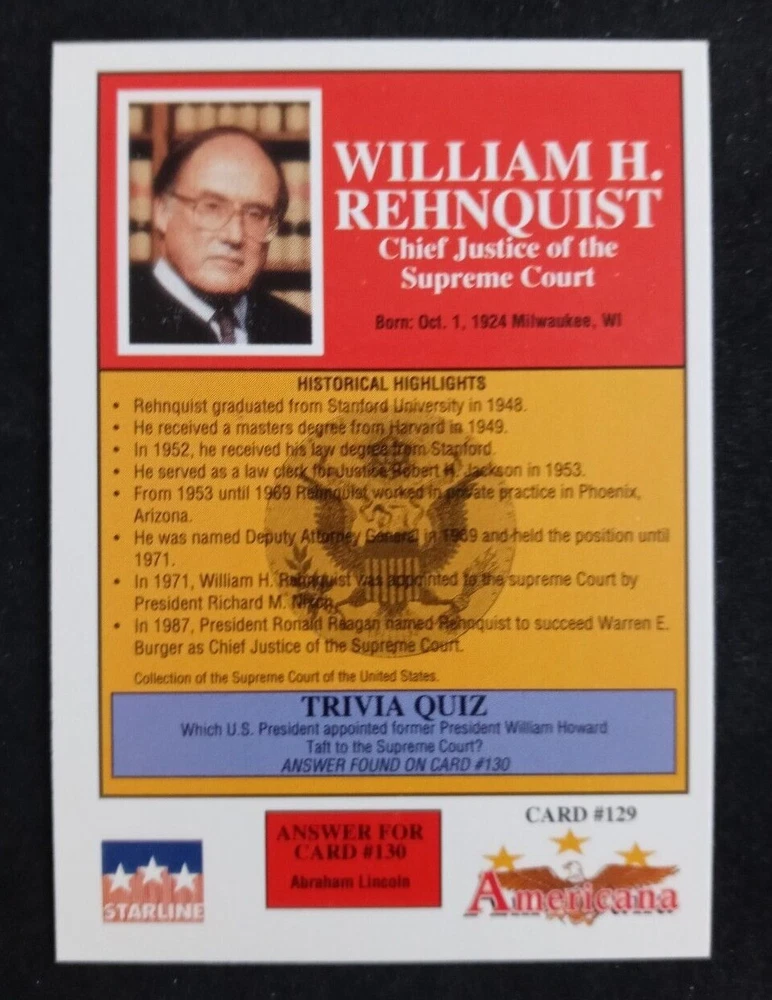 WILLIAM H.
REHNQUIST
Chief Justice of the
Supreme Court
Born: Oct. 1, 1924 Milwaukee, WI
HISTORICAL HIGHLIGHTS
• Rehnquist graduated from Stanford University in 1948.
• He received a masters degree from Harvard in 1949.
• In 1952, he received his law degree from Stanford.
• He served as a law clerk for Justice Robert H. Jackson in 1953.
• From 1953 until 1969 Rehnquist worked in private practice in Phoenix,
Arizona.
• He was named Deputy Attorney General in 1969 and held the position until
1971.
• In 1971, William H. Rehnquist was appointed to the supreme Court by
President Richard M. Nixon.
• In 1987, President Ronald Reagan named Rehnquist to succeed Warren E.
Burger as Chief Justice of the Supreme Court.
Collection of the Supreme Court of the United States.
TRIVIA QUIZ
Which U.S. President appointed former President William Howard
Taft to the Supreme Court?
ANSWER FOUND ON CARD #130
ANSWER FOR
CARD #130
Abraham Lincoln
CARD #129
STARLINE
Americana